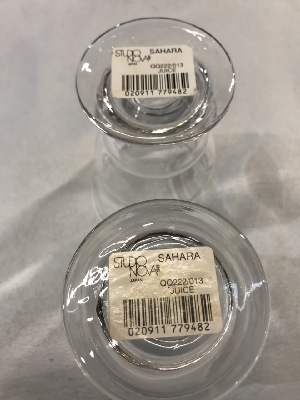 STUDIO NOVA
SAHARA
JAPAN
QQ222/013
JUICE
020911 779482
STUDIO NOVA
SAHARA
JAPAN
QQ222/013
JUICE
020911 779482